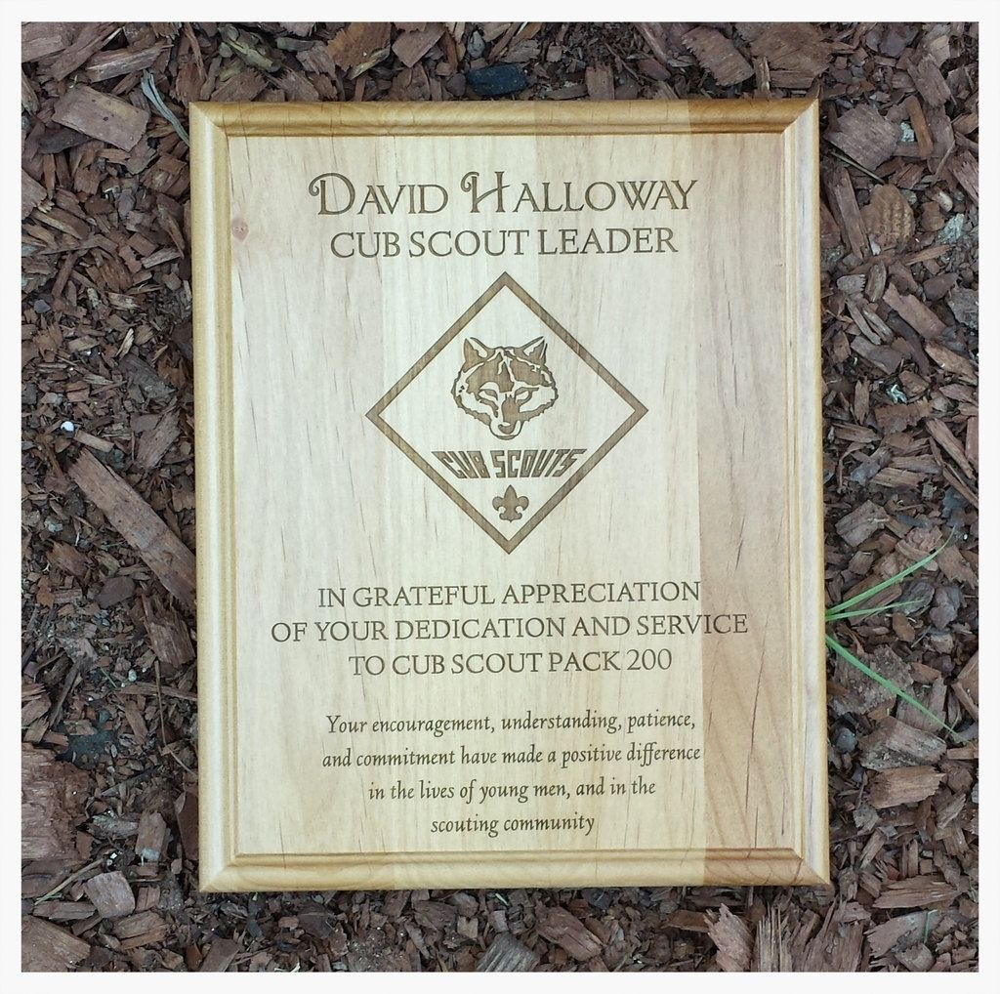 DAVID HALLOWAY
CUB SCOUT LEADER
CUB SCOUTS
IN GRATEFUL APPRECIATION
OF YOUR DEDICATION AND SERVICE
TO CUB SCOUT PACK 200
Your encouragement, understanding, patience,
and commitment have made a positive difference
in the lives of young men, and in the
scouting community